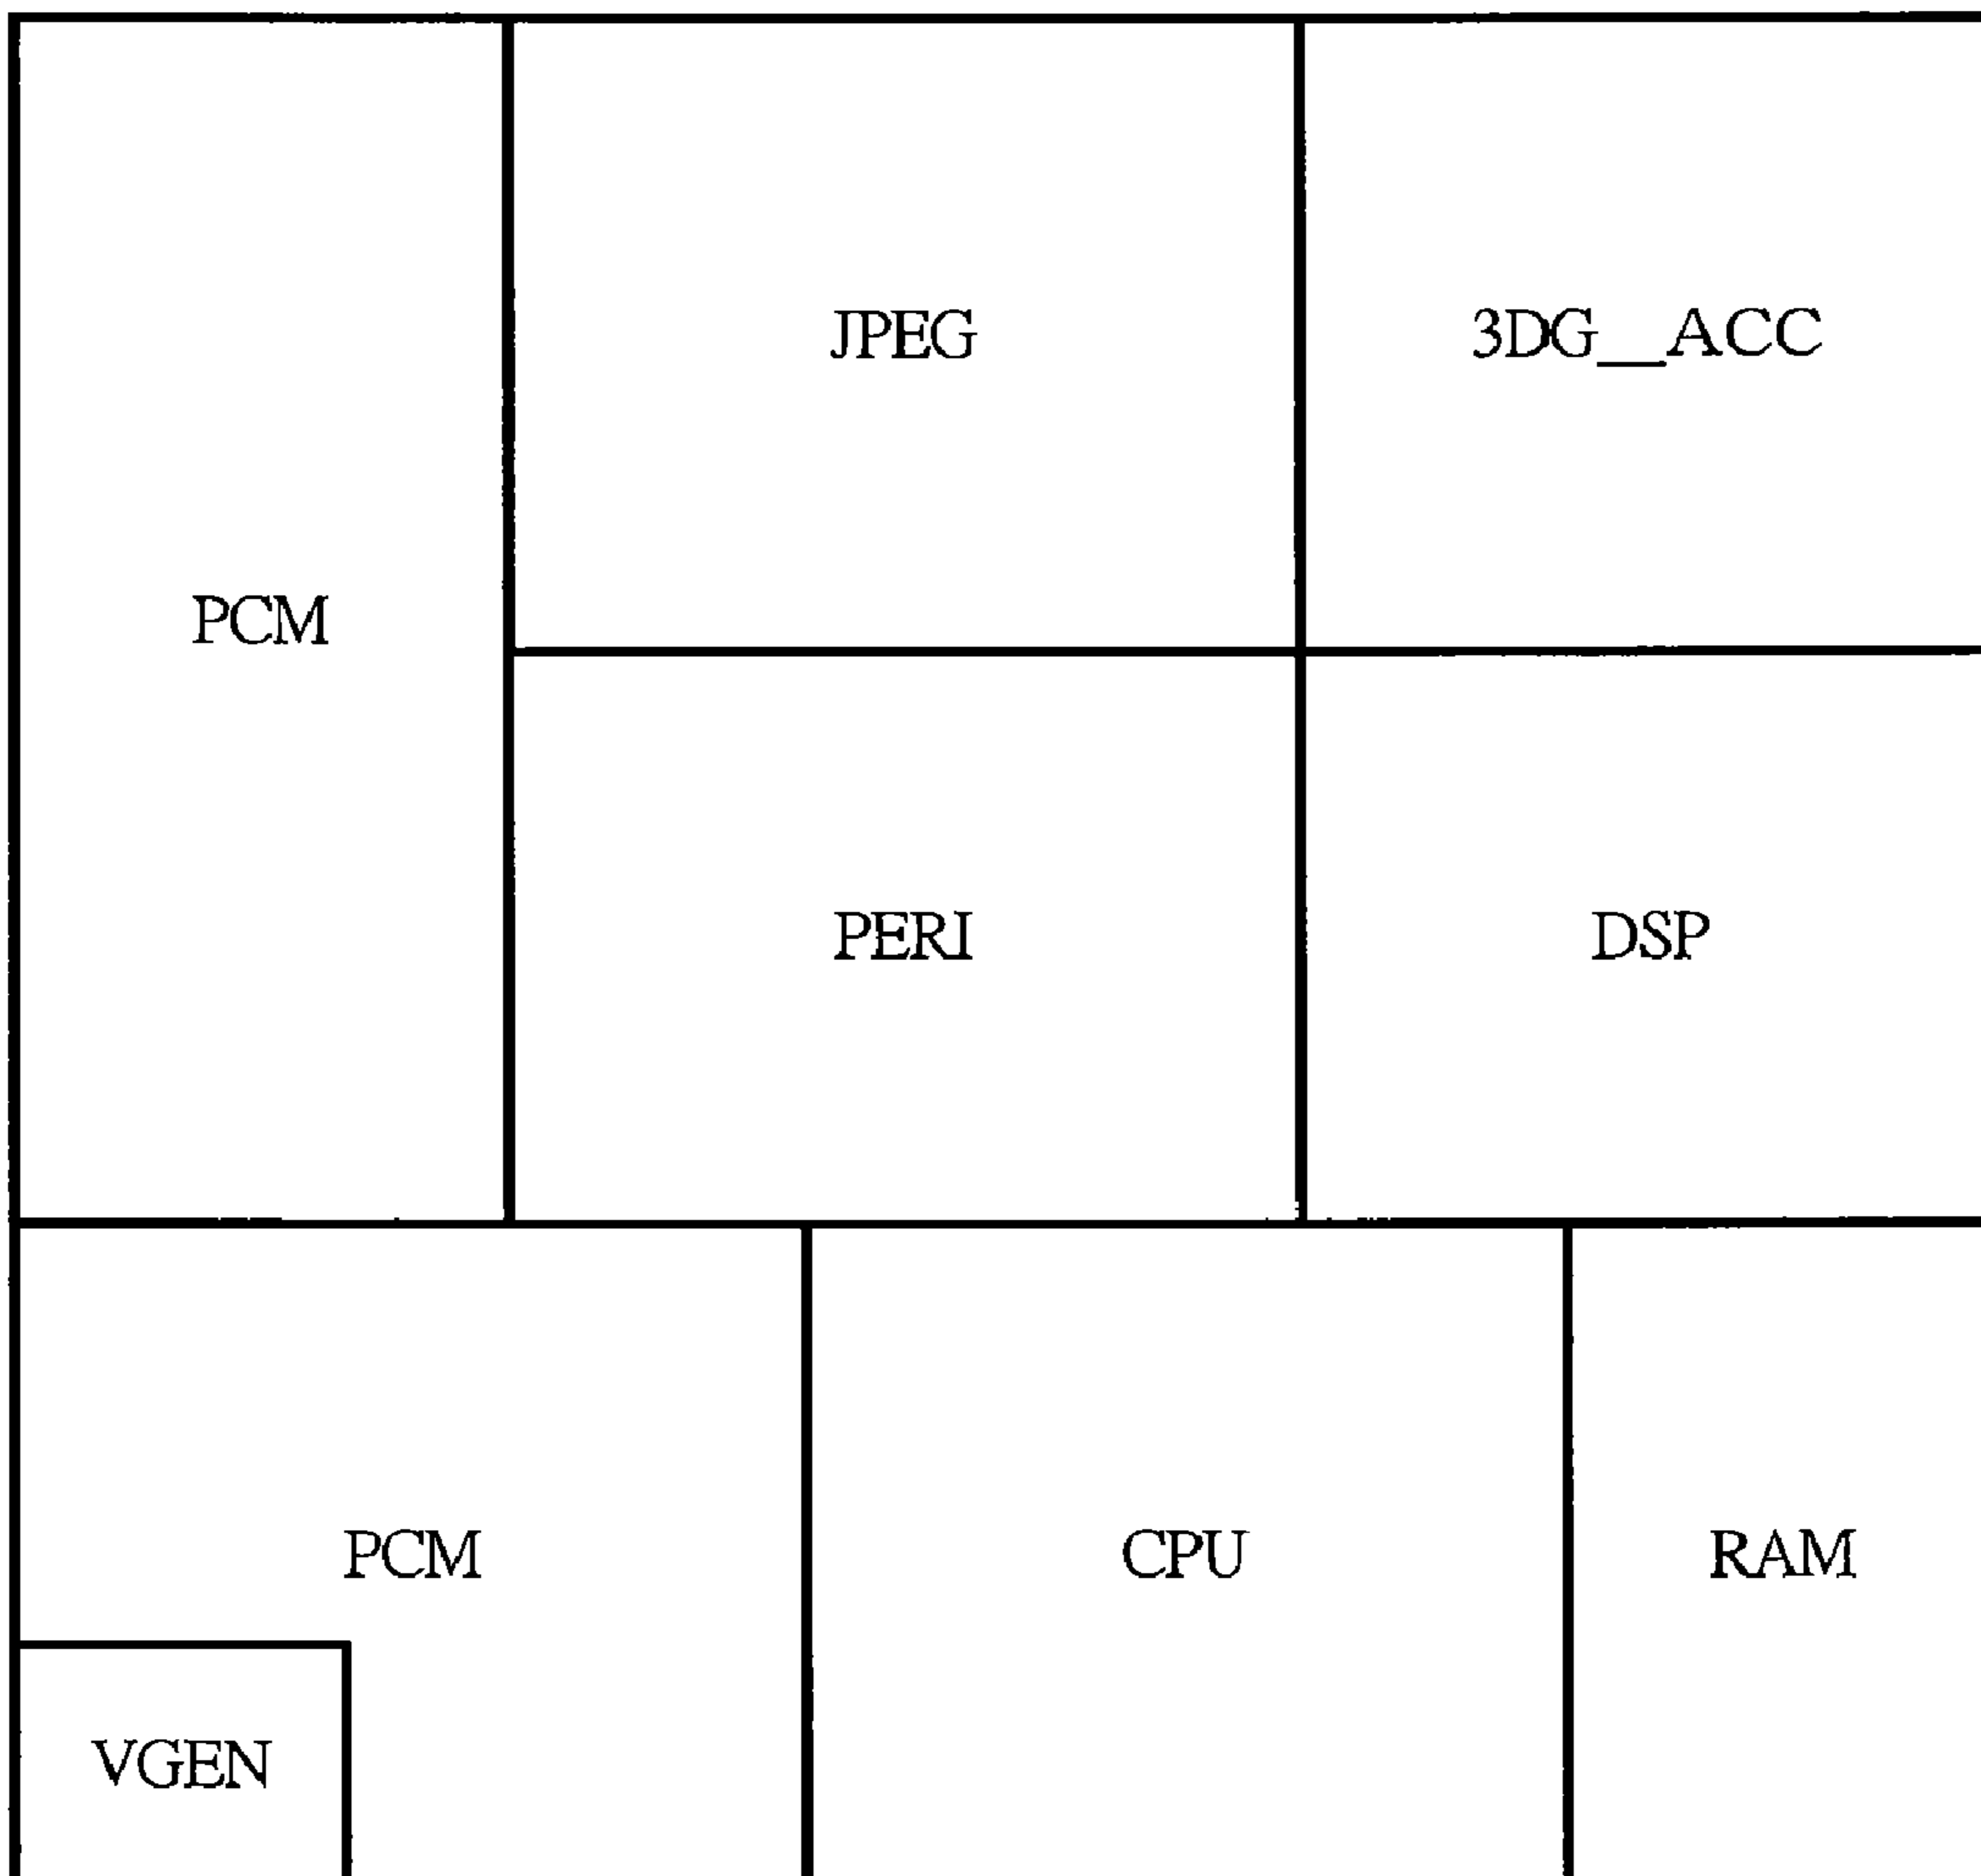 JPEG
3DG__ACC
PCM
PERI
DSP
PCM
CPU
RAM
VGEN